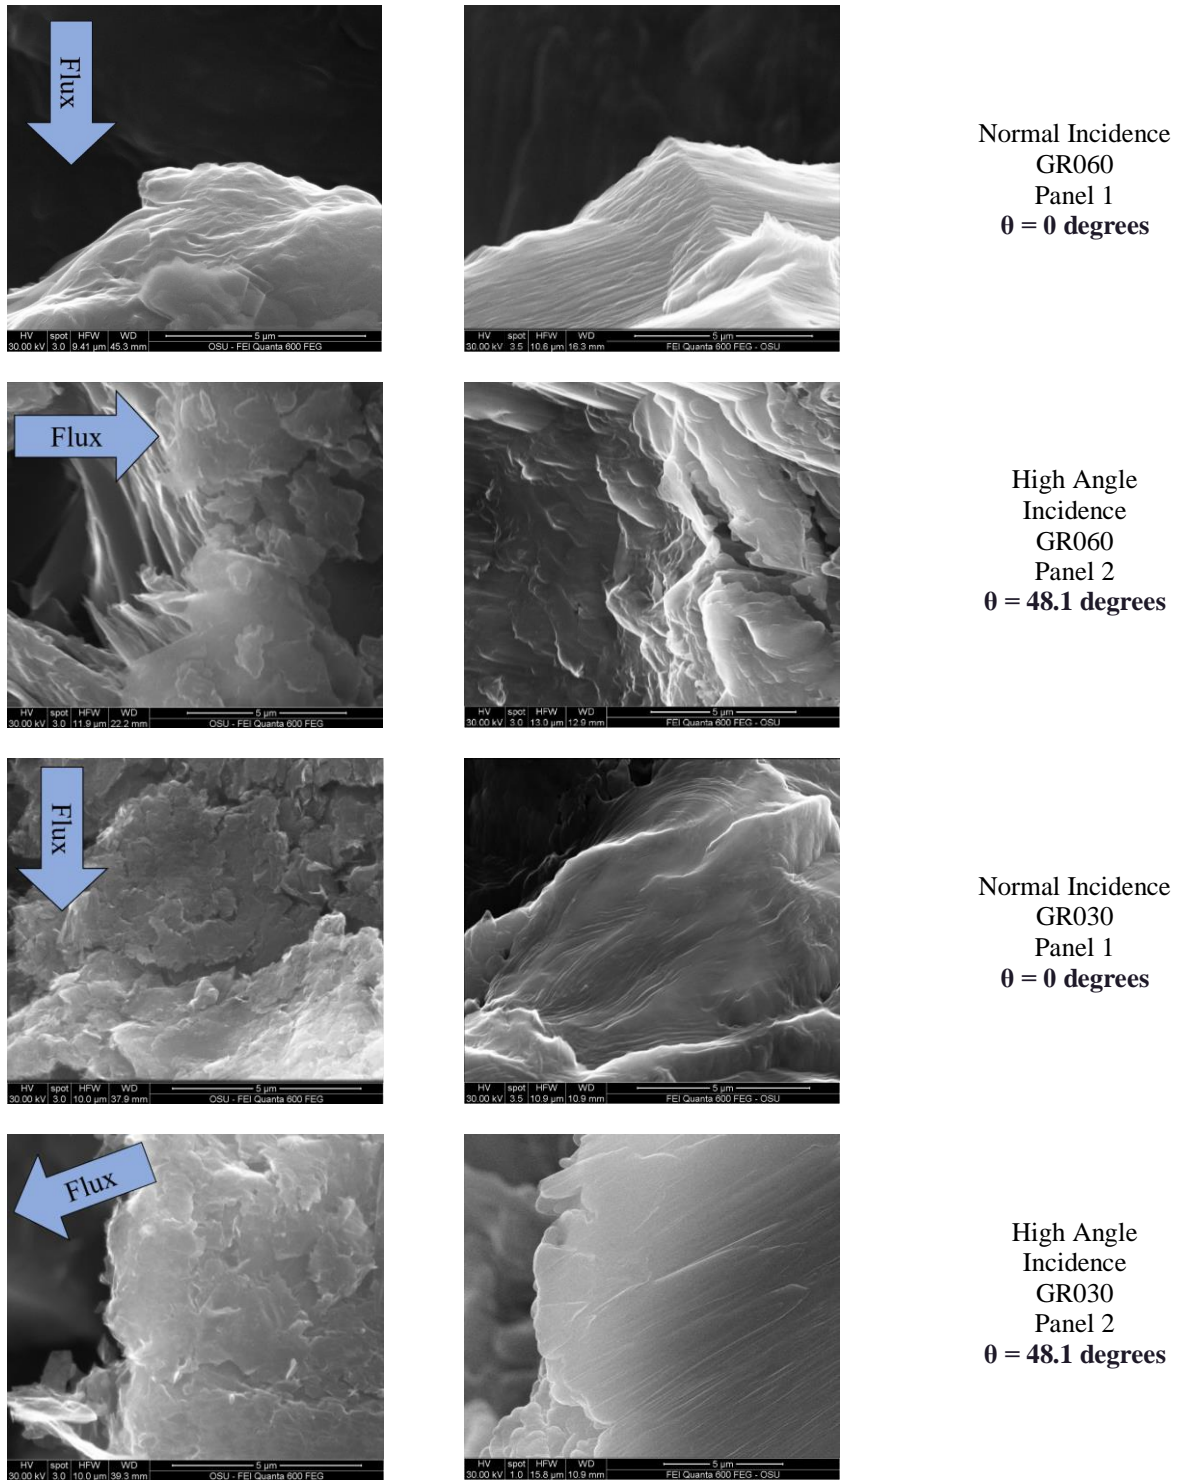 Flux
HV spot HFW WD 5 µm
30.00 kV 3.0 9.41 µm 45.3 mm OSU - FEI Quanta 600 FEG
HV spot HFW WD 5 µm
30.00 kV 3.5 10.6 µm 16.3 mm FEI Quanta 600 FEG - OSU
Normal Incidence
GR060
Panel 1
θ = 0 degrees
Flux
HV spot HFW WD 5 µm
30.00 kV 3.0 11.9 µm 22.2 mm OSU - FEI Quanta 600 FEG
HV spot HFW WD 5 µm
30.00 kV 3.0 13.0 µm 12.9 mm FEI Quanta 600 FEG - OSU
High Angle
Incidence
GR060
Panel 2
θ = 48.1 degrees
Flux
HV spot HFW WD 5 µm
30.00 kV 3.0 10.0 µm 37.9 mm OSU - FEI Quanta 600 FEG
HV spot HFW WD 5 µm
30.00 kV 3.5 10.9 µm 10.9 mm FEI Quanta 600 FEG - OSU
Normal Incidence
GR030
Panel 1
θ = 0 degrees
Flux
HV spot HFW WD 5 µm
30.00 kV 3.0 10.0 µm 39.3 mm OSU - FEI Quanta 600 FEG
HV spot HFW WD 5 µm
30.00 kV 1.0 15.8 µm 10.9 mm FEI Quanta 600 FEG - OSU
High Angle
Incidence
GR030
Panel 2
θ = 48.1 degrees